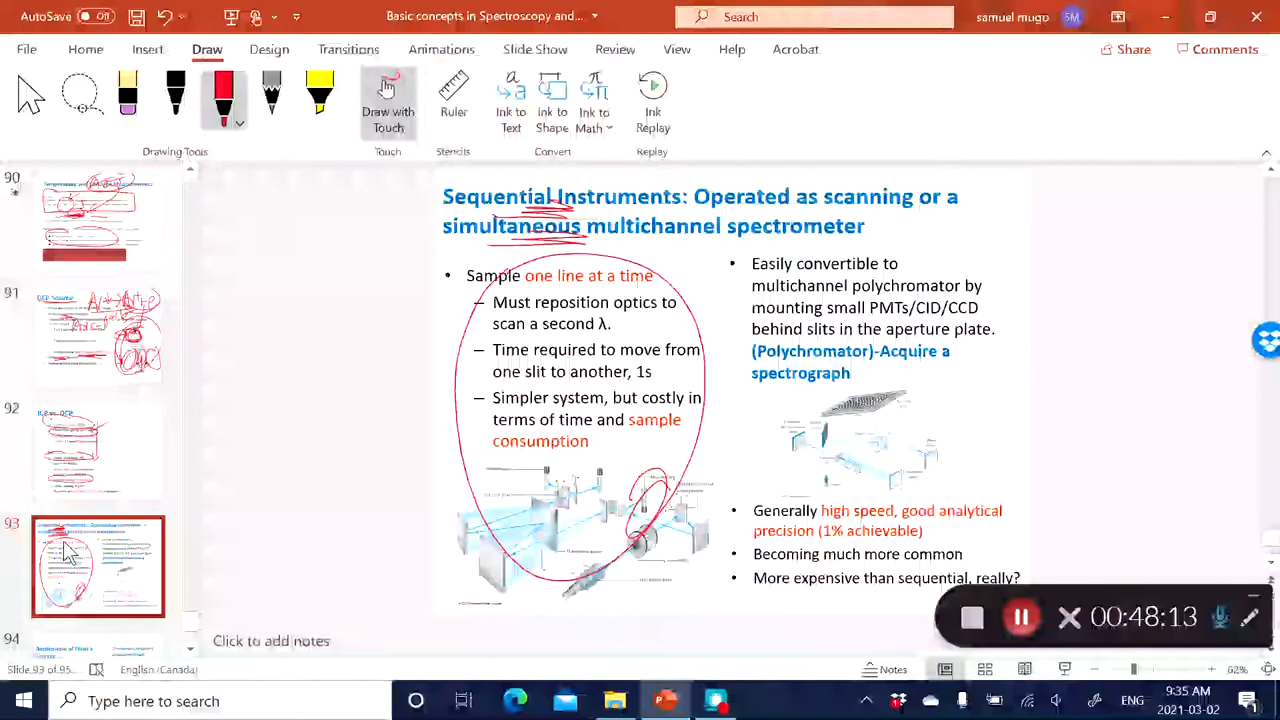 AutoSave Off
Basic concepts in Spectroscopy
Search
samuel mugo
SM
File Home Insert Draw Design Transitions Animations Slide Show Review View Help Acrobat
Share Comments
Draw with Touch
Ruler
Ink to Text
Ink to Shape
Ink to Math
Ink Replay
Drawing Tools
Touch
Stencils
Convert
Replay
90
91
92
93
94
Sequential Instruments: Operated as scanning or a
simultaneous multichannel spectrometer
• Sample one line at a time
– Must reposition optics to
scan a second λ.
– Time required to move from
one slit to another, 1s
– Simpler system, but costly in
terms of time and sample
consumption
• Easily convertible to
multichannel polychromator by
mounting small PMTs/CID/CCD
behind slits in the aperture plate.
(Polychromator)-Acquire a
spectrograph
• Generally high speed, good analytical
precision (1% achievable)
• Becoming much more common
• More expensive than sequential, really?
00:48:13
Click to add notes
Slide 93 of 95
English (Canada)
Notes
62%
Type here to search
ENG
9:35 AM
2021-03-02